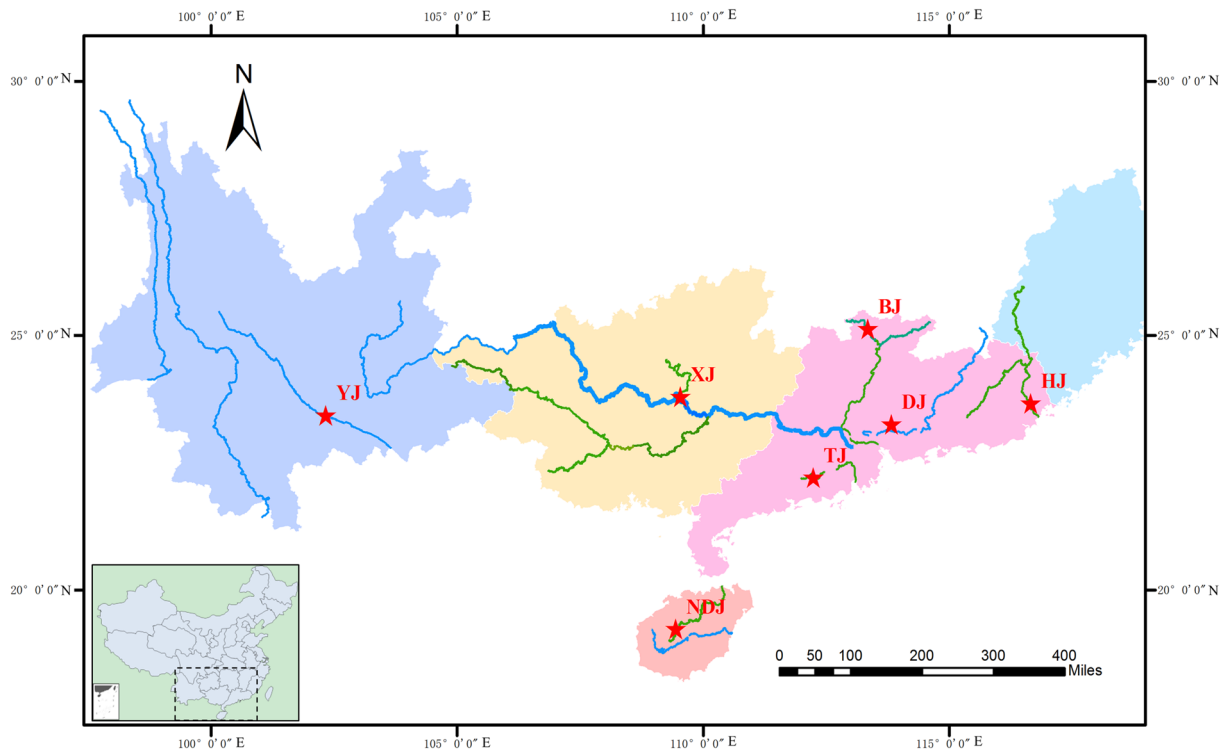 100° 0'0" E 105° 0'0" E 110° 0'0" E 115° 0'0" E
30° 0'0" N 30° 0'0" N
N
25° 0'0" N 25° 0'0" N
BJ
XJ
HJ
YJ
DJ
TJ
20° 0'0" N 20° 0'0" N
NDJ
0 50 100 200 300 400
Miles
100° 0'0" E 105° 0'0" E 110° 0'0" E 115° 0'0" E